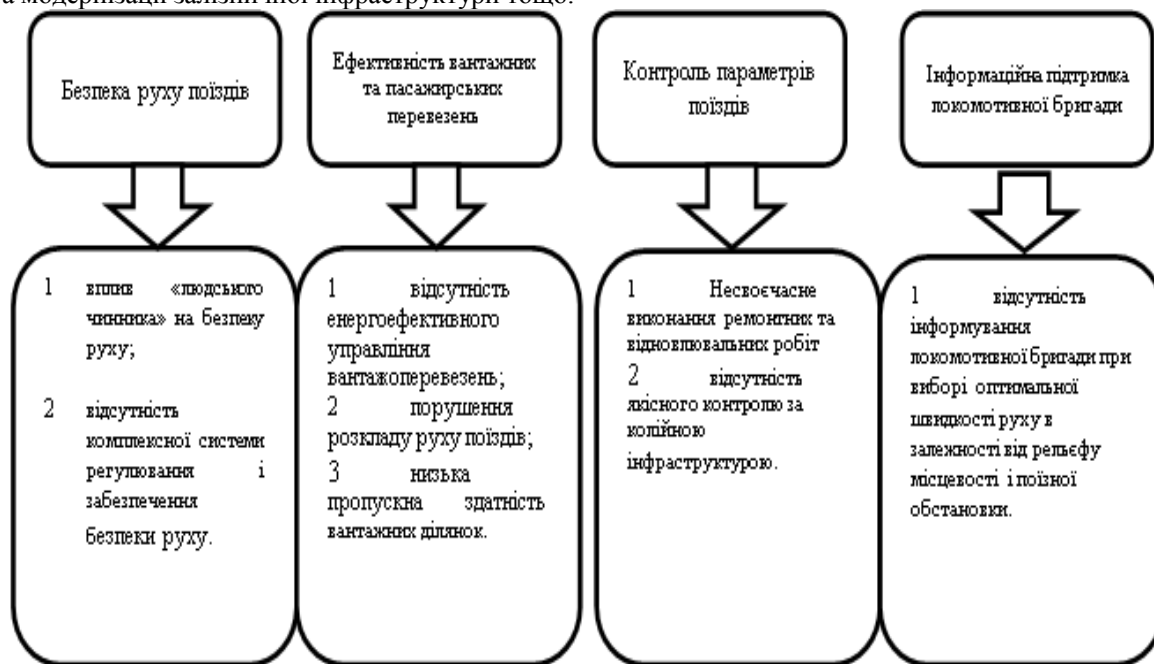 а модернізації залізничної інфраструктури тощо.
Безпека руху поїздів
Ефективність вантажних
та пасажирських
перевезень
Контроль параметрів
поїздів
Інформаційна підтримка
локомотивної бригади
1 вплив «людського
чинника» на безпеку
руху;
2 відсутність
комплексної системи
регулювання і
забезпечення
безпеки руху.
1 відсутність
енергоефективного
управління
вантажоперевезень;
2 порушення
розкладу руху поїздів;
3 низька
пропускна здатність
вантажних ділянок.
1 Несвоєчасне
виконання ремонтних та
відновлювальних робіт
2 відсутність
якісного контролю за
колійною
інфраструктурою.
1 відсутність
інформування
локомотивної бригади при
виборі оптимальної
швидкості руху в
залежності від рельєфу
місцевості і поїзної
обстановки.